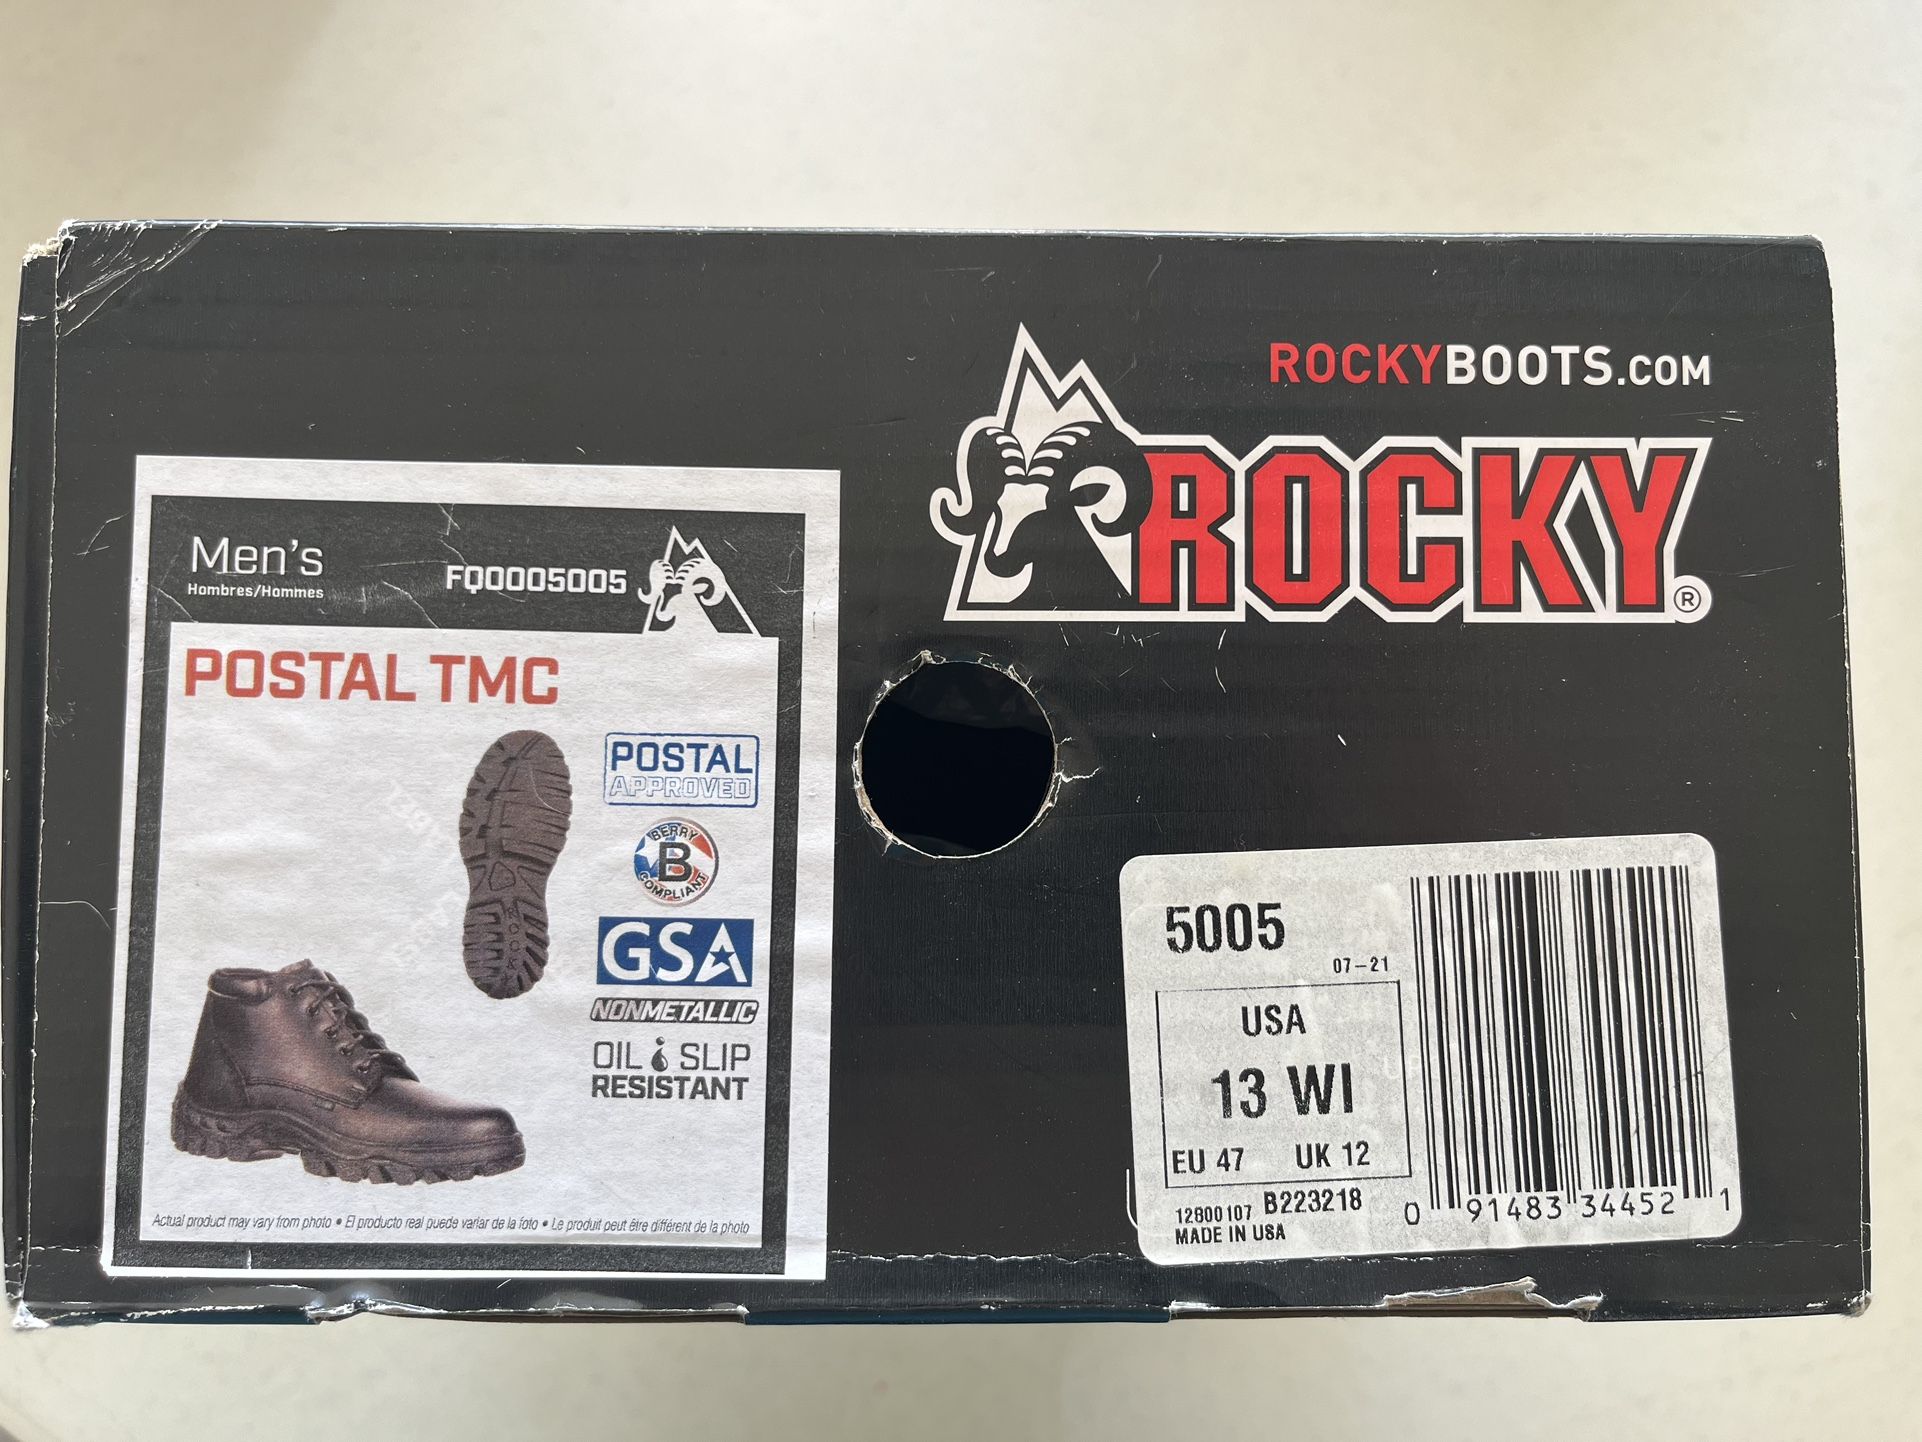 ROCKYBOOTS.COM
ROCKY®
Men's
Hombres/Hommes
FQ0005005
POSTAL TMC
POSTAL
APPROVED
BERRY
B
COMPLIANT
GSA
NONMETALLIC
OIL & SLIP
RESISTANT
Actual product may vary from photo • El producto real puede variar de la foto • Le produit peut être différent de la photo
5005
07-21
USA
13 WI
EU 47 UK 12
12800107 B223218
MADE IN USA
0 91483 34452 1